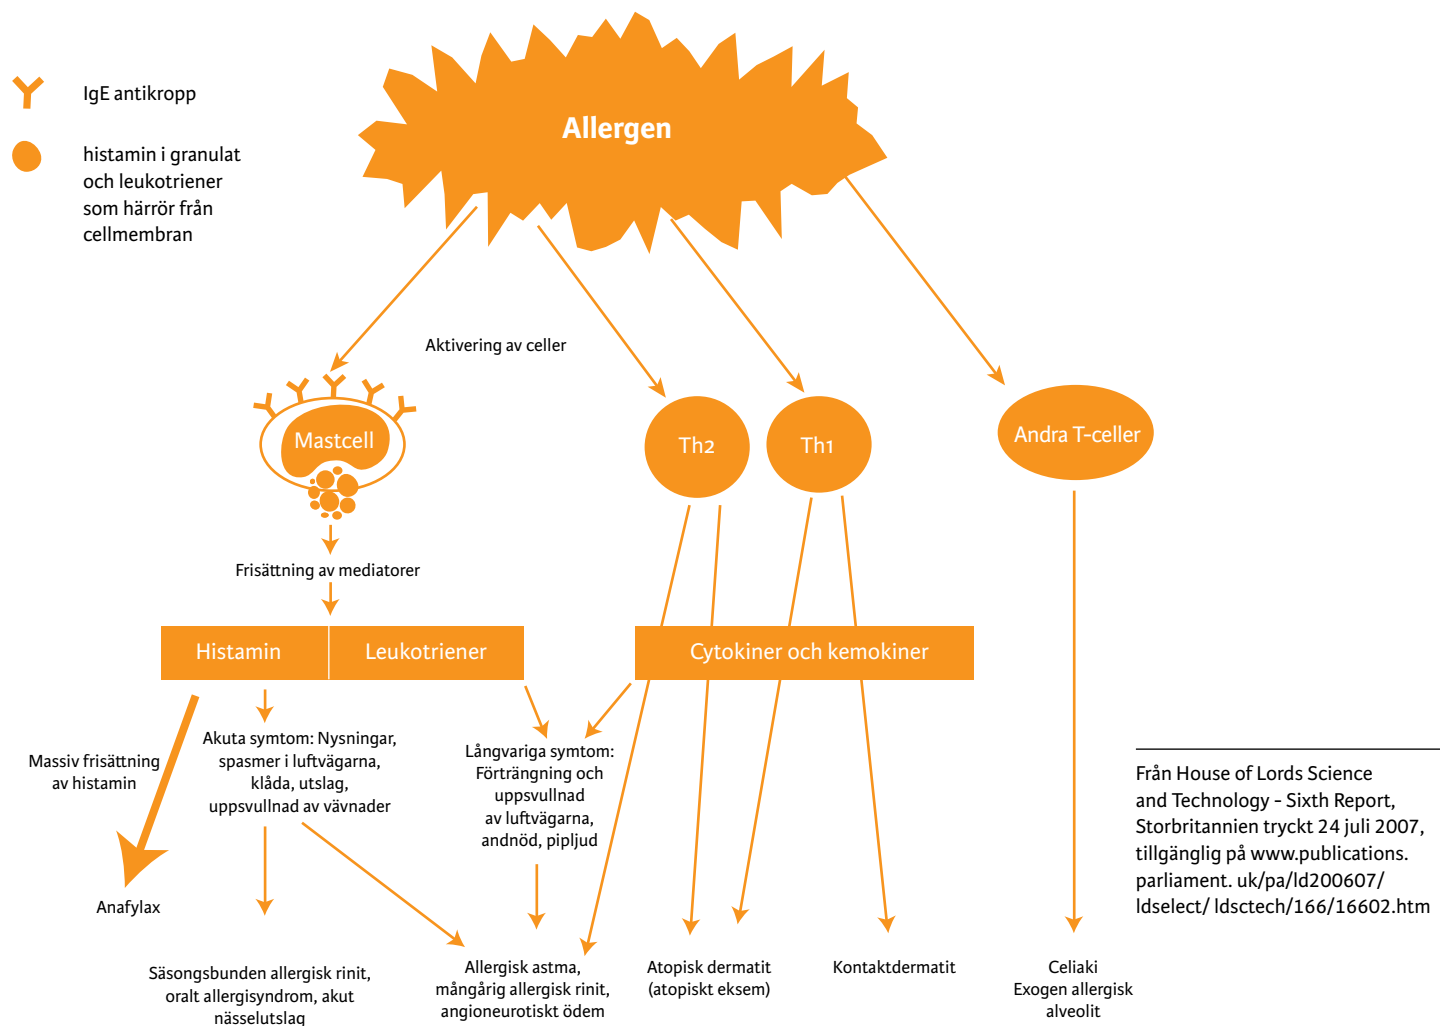 IgE antikropp
histamin i granulat
och leukotriener
som härrör från
cellmembran
Allergen
Aktivering av celler
Mastcell
Th2
Th1
Andra T-celler
Frisättning av mediatorer
Histamin
Leukotriener
Cytokiner och kemokiner
Massiv frisättning
av histamin
Akuta symtom: Nysningar,
spasmer i luftvägarna,
klåda, utslag,
uppsvullnad av vävnader
Långvariga symtom:
Förträngning och
uppsvullnad
av luftvägarna,
andnöd, pipljud
Från House of Lords Science
and Technology - Sixth Report,
Storbritannien tryckt 24 juli 2007,
tillgänglig på www.publications.
parliament. uk/pa/ld200607/
ldselect/ ldsctech/166/16602.htm
Anafylax
Säsongsbunden allergisk rinit,
oralt allergisyndrom, akut
nässelutslag
Allergisk astma,
mångårig allergisk rinit,
angioneurotiskt ödem
Atopisk dermatit
(atopiskt eksem)
Kontaktdermatit
Celiaki
Exogen allergisk
alveolit